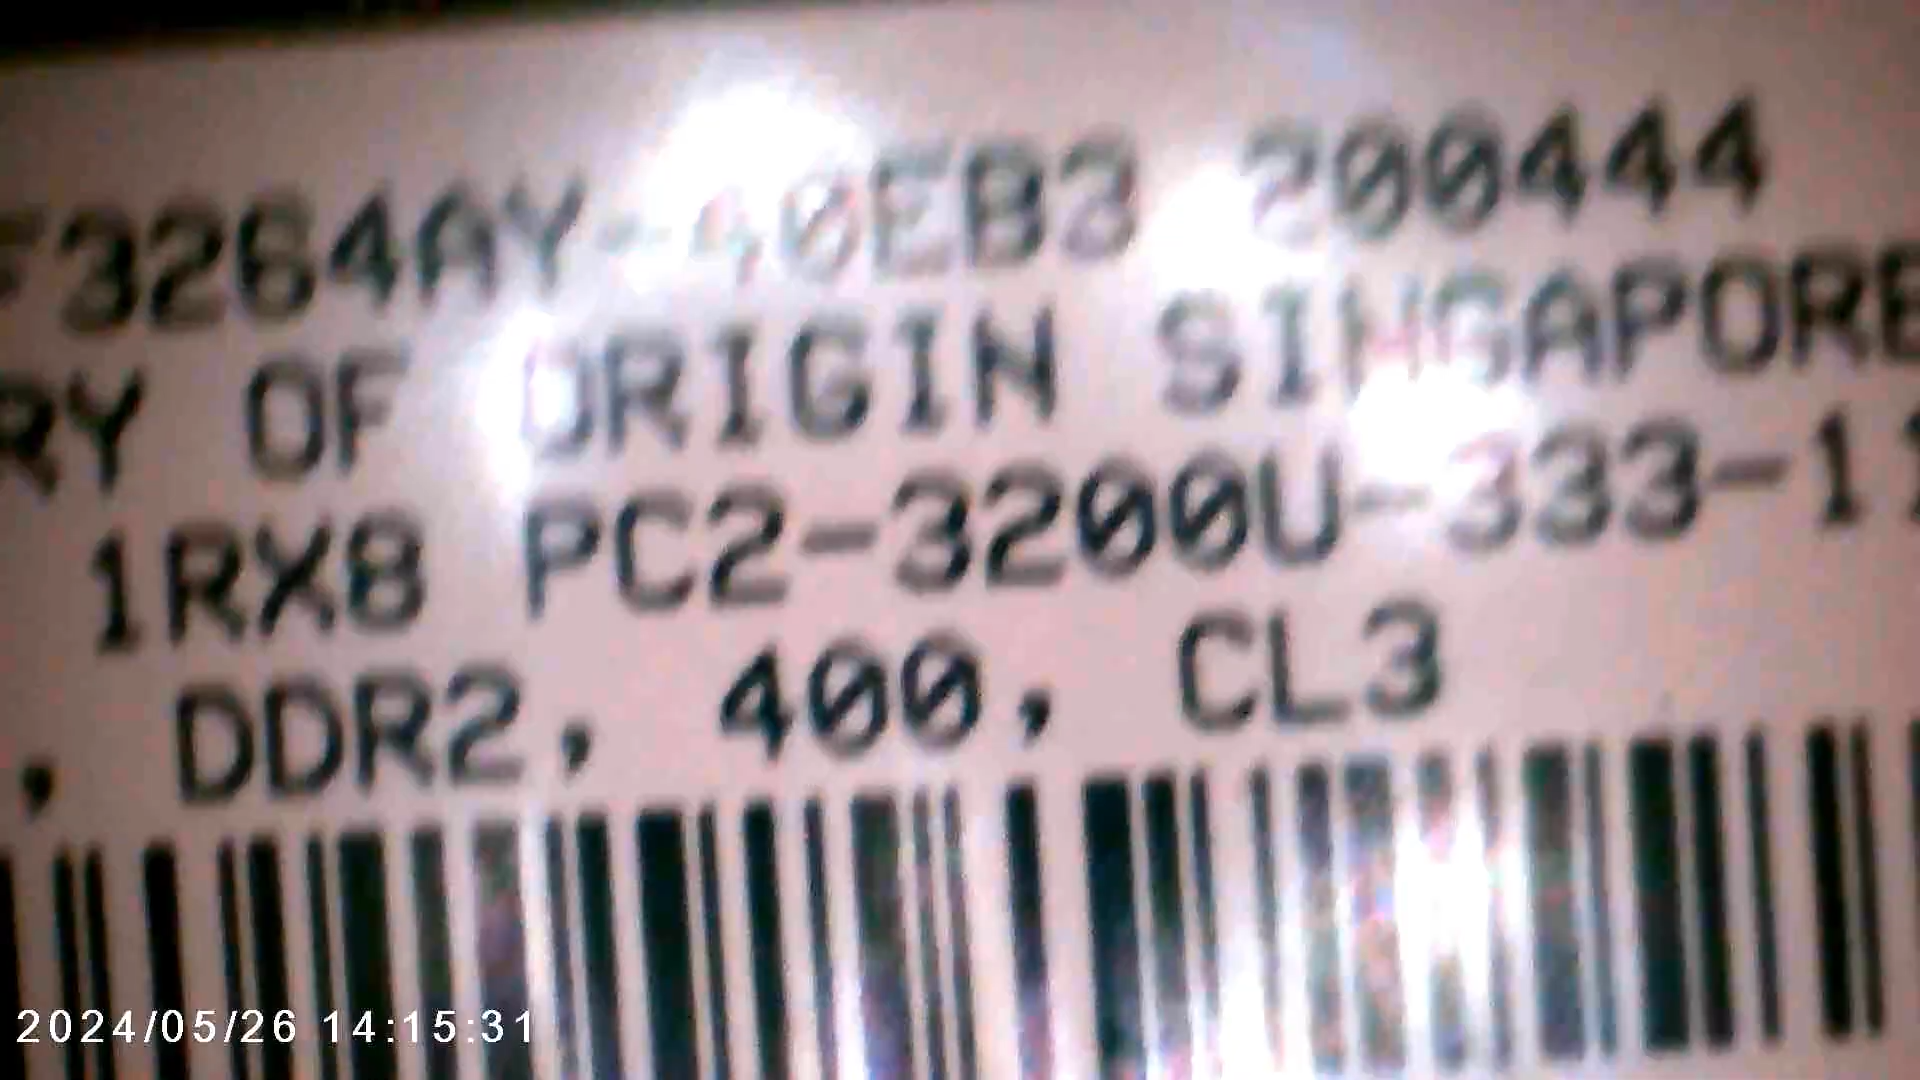 F3264AY-40EB3 200444
RY OF ORIGIN SINGAPORE
1RX8 PC2-3200U-333-11
, DDR2, 400, CL3
2024/05/26 14:15:31